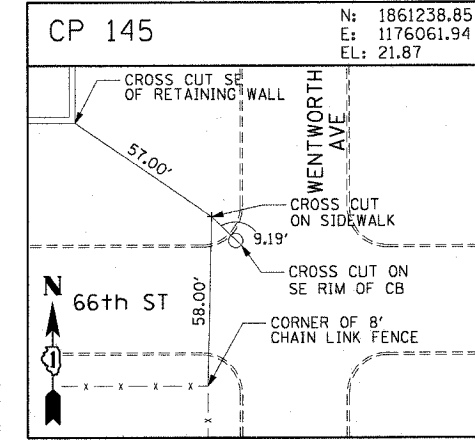 CP 145
N: 1861238.85
E: 1176061.94
EL: 21.87
CROSS CUT SE
OF RETAINING WALL
WENTWORTH
AVE
57.00'
CROSS CUT
ON SIDEWALK
9.19'
CROSS CUT ON
SE RIM OF CB
N
66th ST
58.00'
1
CORNER OF 8'
CHAIN LINK FENCE